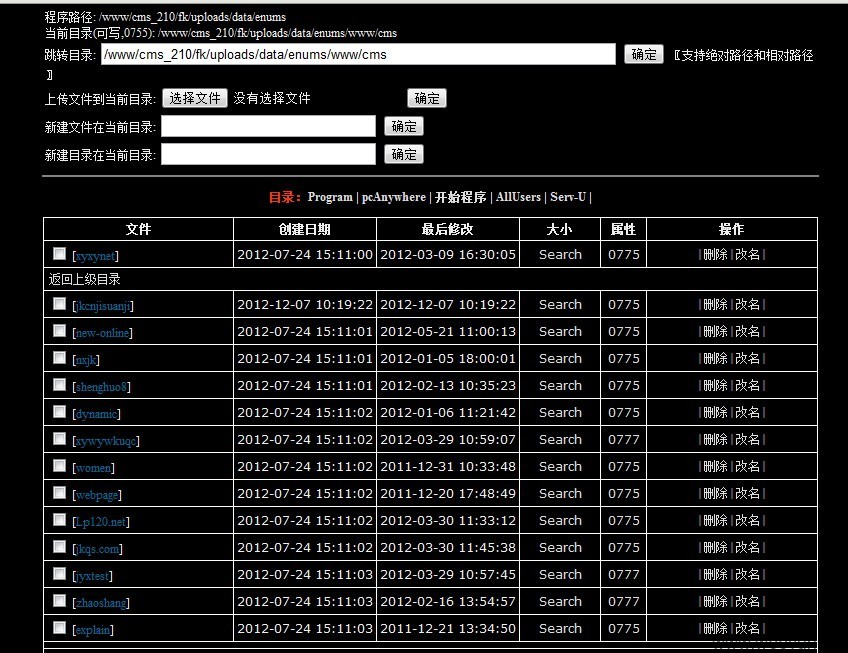 程序路径: /www/cms_210/fk/uploads/data/enums
当前目录(可写,0755): /www/cms_210/fk/uploads/data/enums/www/cms
跳转目录: /www/cms_210/fk/uploads/data/enums/www/cms 确定 〖支持绝对路径和相对路径
〗
上传文件到当前目录: 选择文件 没有选择文件 确定
新建文件在当前目录: 确定
新建目录在当前目录: 确定
目录: Program | pcAnywhere | 开始程序 | AllUsers | Serv-U |
文件 创建日期 最后修改 大小 属性 操作
[xyxynet] 2012-07-24 15:11:00 2012-03-09 16:30:05 Search 0775 |删除|改名|
返回上级目录
[jkcnjisuanji] 2012-12-07 10:19:22 2012-12-07 10:19:22 Search 0775 |删除|改名|
[new-online] 2012-07-24 15:11:01 2012-05-21 11:00:13 Search 0775 |删除|改名|
[nxjk] 2012-07-24 15:11:01 2012-01-05 18:00:01 Search 0775 |删除|改名|
[shenghuo8] 2012-07-24 15:11:01 2012-02-13 10:35:23 Search 0775 |删除|改名|
[dynamic] 2012-07-24 15:11:02 2012-01-06 11:21:42 Search 0775 |删除|改名|
[xywywkuqc] 2012-07-24 15:11:02 2012-03-29 10:59:07 Search 0777 |删除|改名|
[women] 2012-07-24 15:11:02 2011-12-31 10:33:48 Search 0775 |删除|改名|
[webpage] 2012-07-24 15:11:02 2011-12-20 17:48:49 Search 0775 |删除|改名|
[Lp120.net] 2012-07-24 15:11:02 2012-03-30 11:33:12 Search 0775 |删除|改名|
[jkqs.com] 2012-07-24 15:11:02 2012-03-30 11:45:38 Search 0775 |删除|改名|
[jyxtest] 2012-07-24 15:11:03 2012-03-29 10:57:45 Search 0777 |删除|改名|
[zhaoshang] 2012-07-24 15:11:03 2012-02-16 13:54:57 Search 0777 |删除|改名|
[explain] 2012-07-24 15:11:03 2011-12-21 13:34:50 Search 0775 |删除|改名|